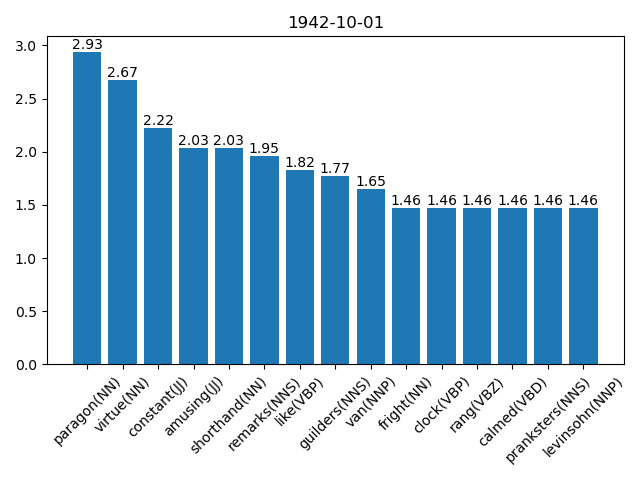 1942-10-01
3.0
2.5
2.0
1.5
1.0
0.5
0.0
2.93
2.67
2.22
2.03
2.03
1.95
1.82
1.77
1.65
1.46
1.46
1.46
1.46
1.46
1.46
paragon(NN)
virtue(NN)
constant(JJ)
amusing(JJ)
shorthand(NN)
remarks(NNS)
like(VBP)
guilders(NNS)
van(NNP)
fright(NN)
clock(VBP)
rang(VBZ)
calmed(VBD)
pranksters(NNS)
levinsohn(NNP)